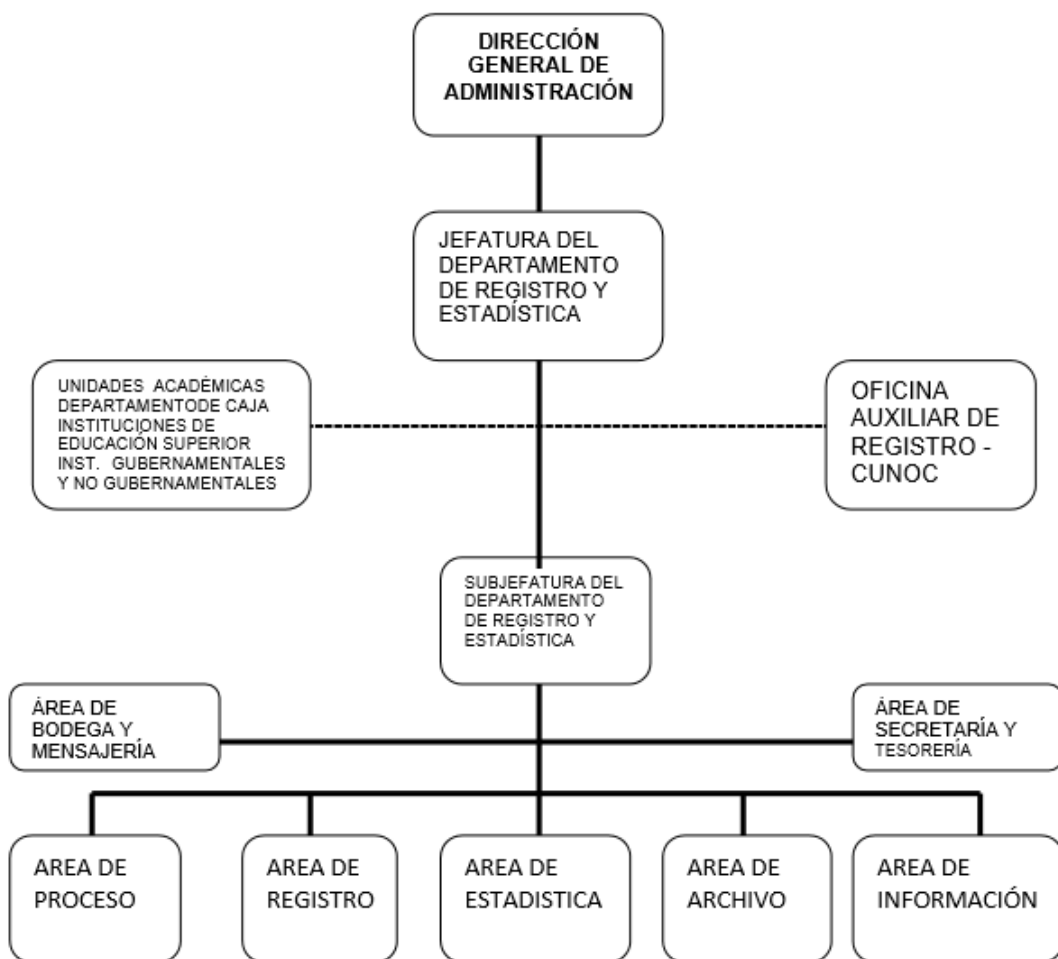 DIRECCIÓN
GENERAL DE
ADMINISTRACIÓN
JEFATURA DEL
DEPARTAMENTO
DE REGISTRO Y
ESTADÍSTICA
UNIDADES ACADÉMICAS
DEPARTAMENTODE CAJA
INSTITUCIONES DE
EDUCACIÓN SUPERIOR
INST. GUBERNAMENTALES
Y NO GUBERNAMENTALES
OFICINA
AUXILIAR DE
REGISTRO -
CUNOC
SUBJEFATURA DEL
DEPARTAMENTO
DE REGISTRO Y
ESTADÍSTICA
ÁREA DE
BODEGA Y
MENSAJERÍA
ÁREA DE
SECRETARÍA Y
TESORERÍA
AREA DE
PROCESO
AREA DE
REGISTRO
AREA DE
ESTADISTICA
AREA DE
ARCHIVO
AREA DE
INFORMACIÓN